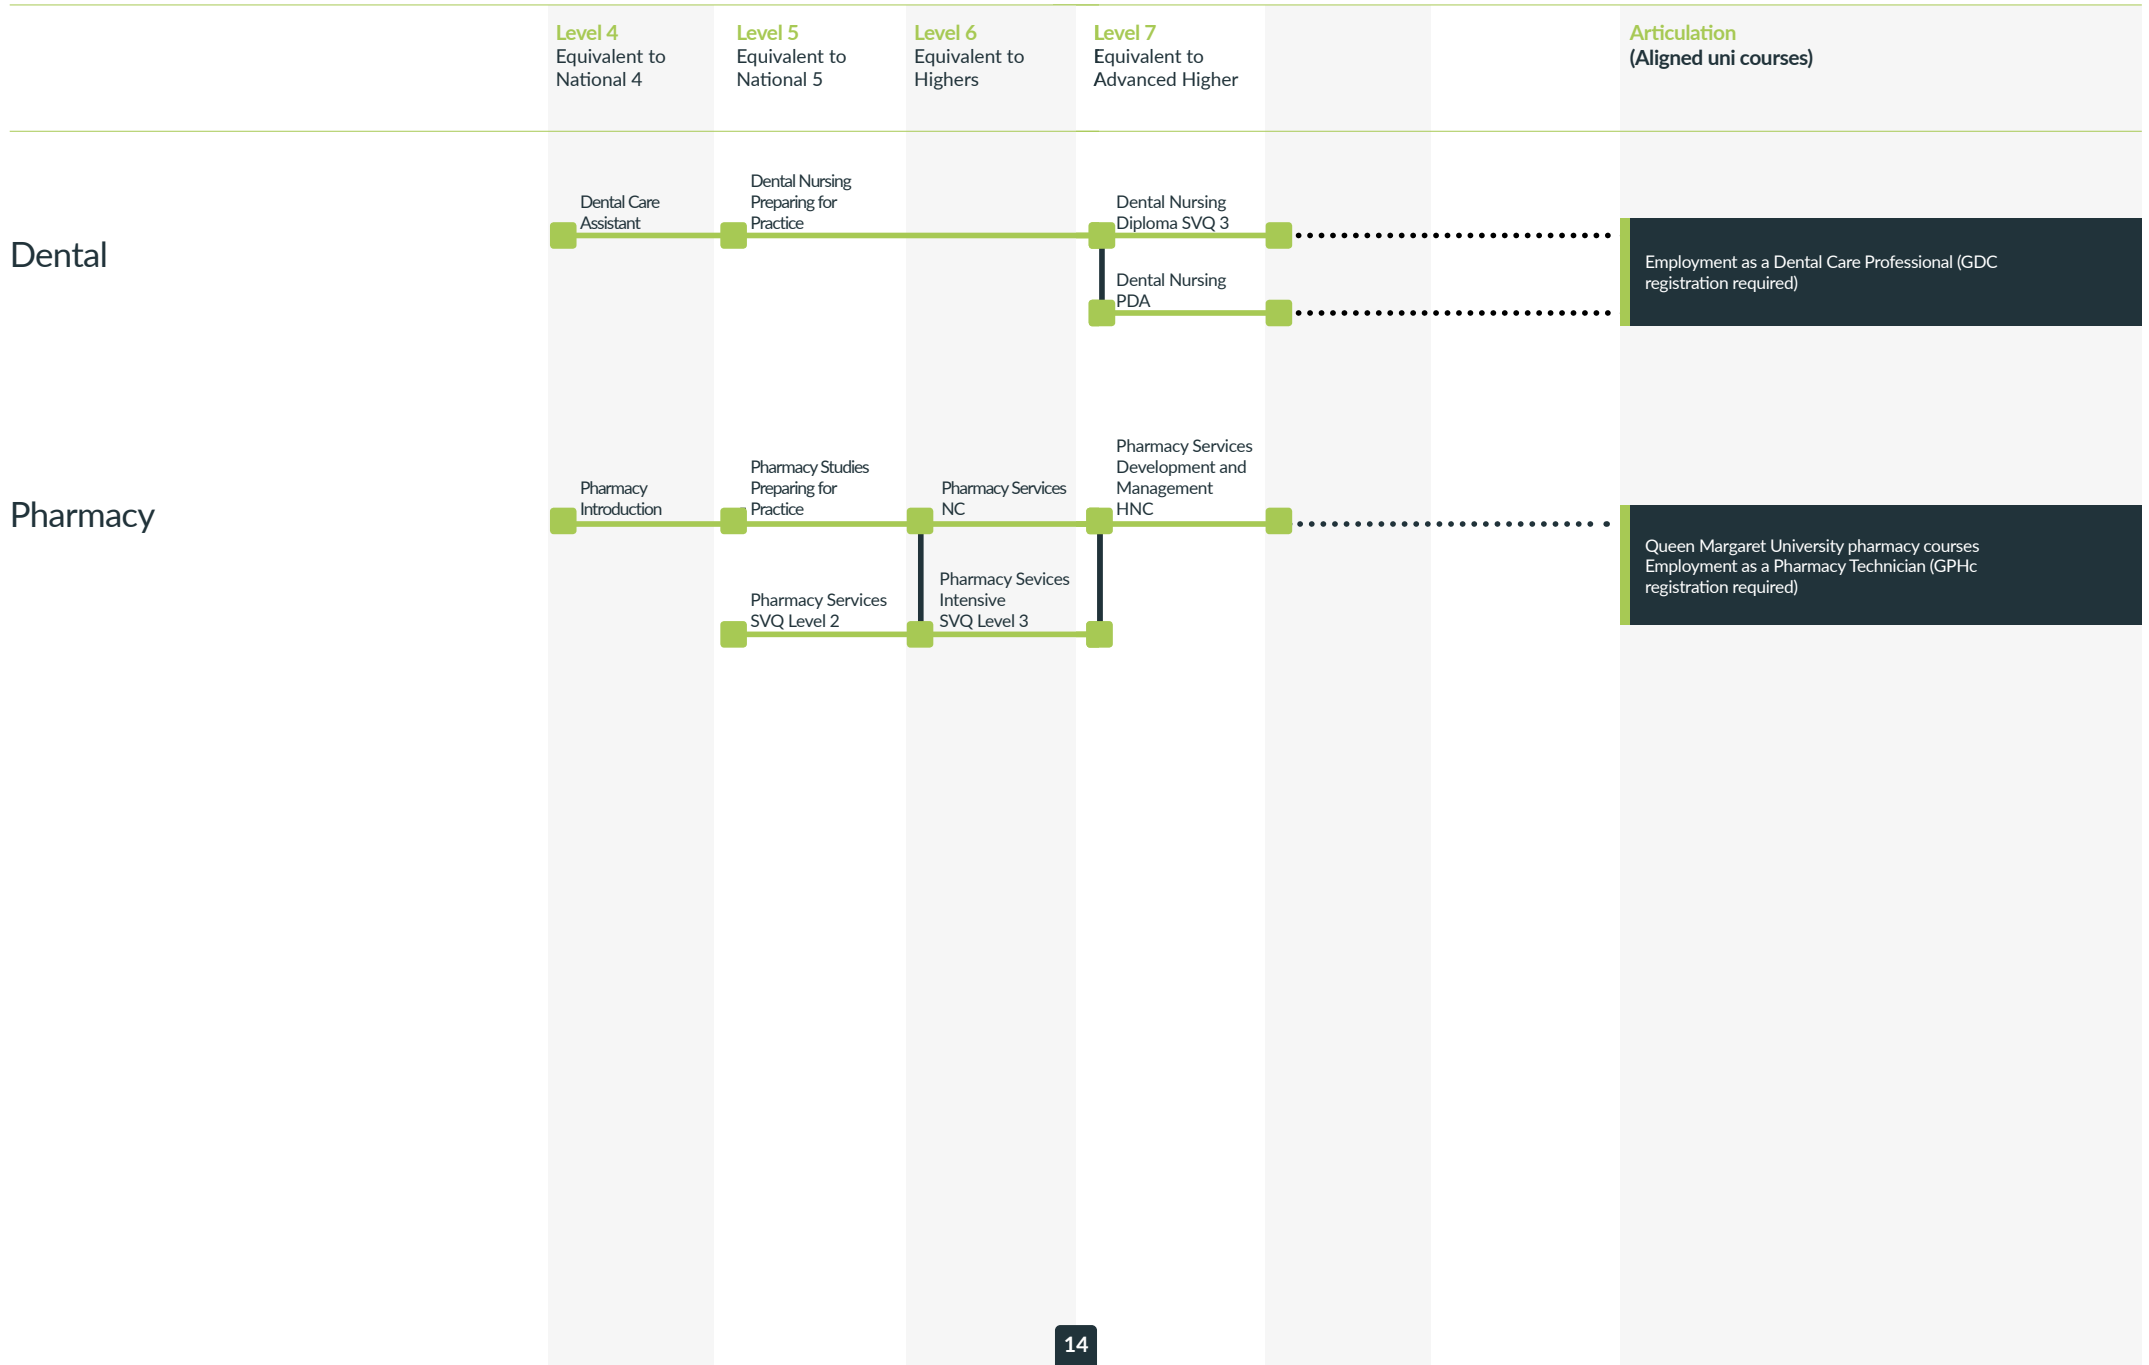 Level 4
Equivalent to
National 4
Level 5
Equivalent to
National 5
Level 6
Equivalent to
Highers
Level 7
Equivalent to
Advanced Higher
Articulation
(Aligned uni courses)
Dental
Dental Care
Assistant
Dental Nursing
Preparing for
Practice
Dental Nursing
Diploma SVQ 3
Dental Nursing
PDA
Employment as a Dental Care Professional (GDC
registration required)
Pharmacy
Pharmacy
Introduction
Pharmacy Studies
Preparing for
Practice
Pharmacy Services
NC
Pharmacy Services
Development and
Management
HNC
Pharmacy Services
SVQ Level 2
Pharmacy Sevices
Intensive
SVQ Level 3
Queen Margaret University pharmacy courses
Employment as a Pharmacy Technician (GPHc
registration required)
14